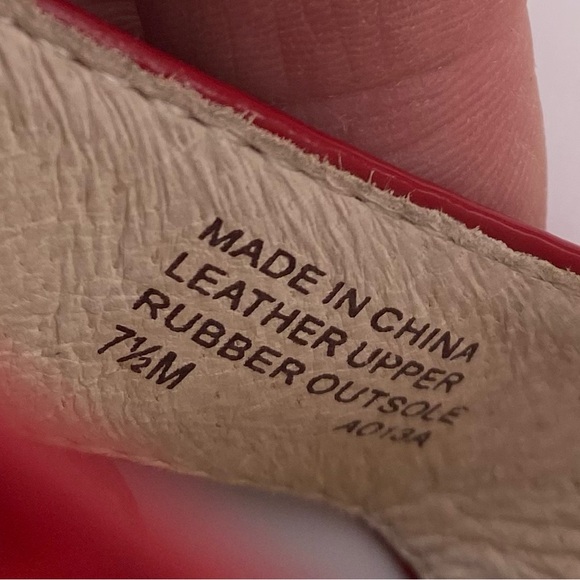 MADE IN CHINA
LEATHER UPPER
RUBBER OUTSOLE
7½M
A013A